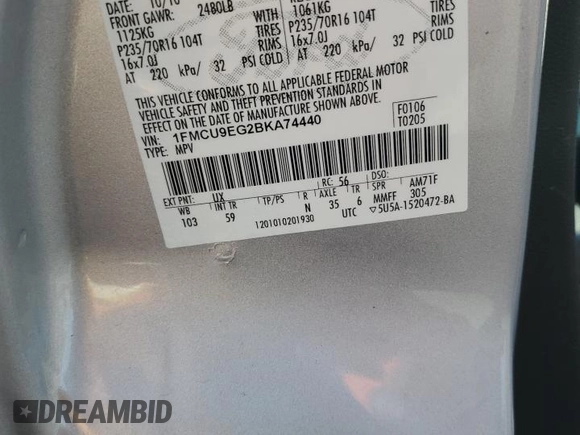 DATE: 10/10
FRONT GAWR: 2480LB
1125KG WITH 1061KG
P235/70R16 104T TIRES P235/70R16 104T TIRES
16x7.0J RIMS 16x7.0J RIMS
AT 220 kPa/ 32 PSI COLD AT 220 kPa/ 32 PSI COLD
THIS VEHICLE CONFORMS TO ALL APPLICABLE FEDERAL MOTOR
VEHICLE SAFETY AND THEFT PREVENTION STANDARDS IN
EFFECT ON THE DATE OF MANUFACTURE SHOWN ABOVE.
VIN: 1FMCU9EG2BKA74440 F0106
TYPE: MPV T0205
EXT PNT: UX RC: 56 DSO:
WB INT TR TP/PS R AXLE TR SPR AM71F
103 59 N 35 6 MMFF 305
1201010201930 UTC ▽5U5A-1520472-BA
DREAMBID